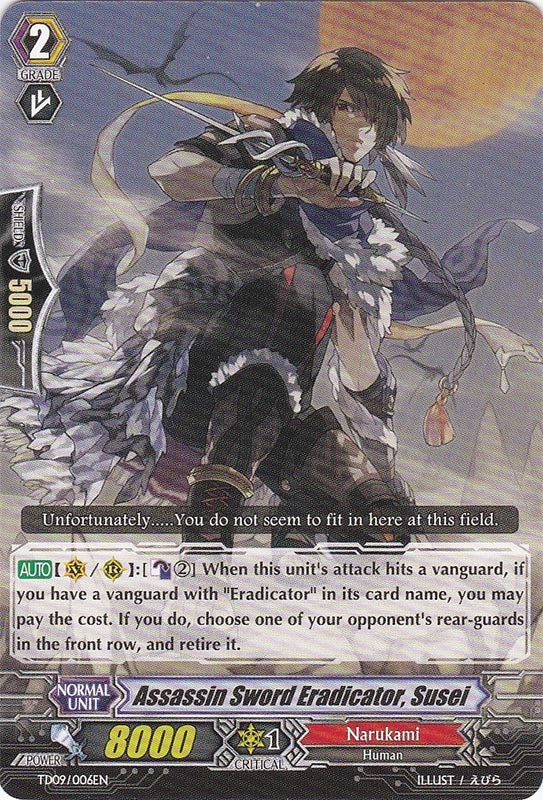 2
GRADE
SHIELD
5000
Unfortunately.....You do not seem to fit in here at this field.
AUTO [ V / R ]:[ ②] When this unit's attack hits a vanguard, if
you have a vanguard with "Eradicator" in its card name, you may
pay the cost. If you do, choose one of your opponent's rear-guards
in the front row, and retire it.
NORMAL
UNIT
Assassin Sword Eradicator, Susei
POWER
8000
1
CRITICAL
Narukami
Human
TD09/006EN
ILLUST / えびら